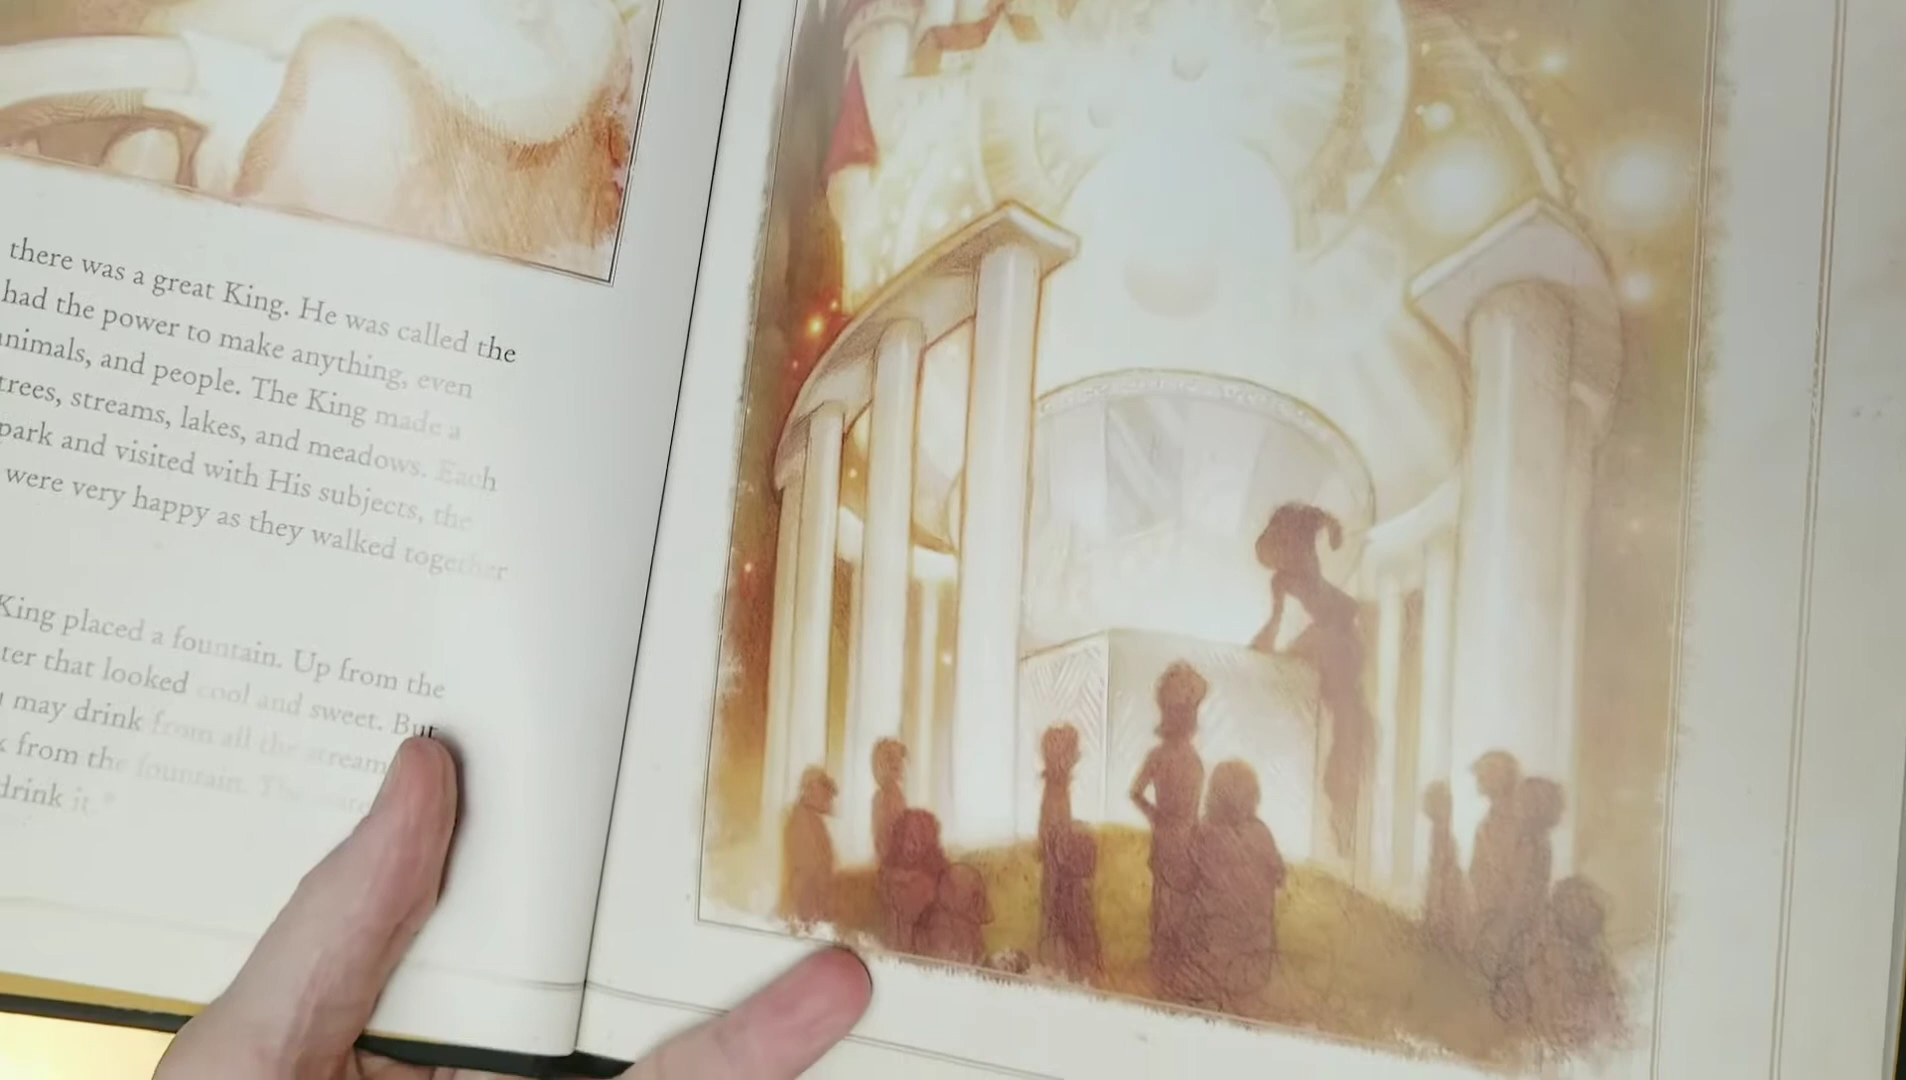 there was a great King. He was called the
had the power to make anything, even
animals, and people. The King made a
trees, streams, lakes, and meadows. Each
park and visited with His subjects, the
were very happy as they walked together
King placed a fountain. Up from the
ter that looked cool and sweet. But
may drink from all the stream
from the fountain. The
drink it."